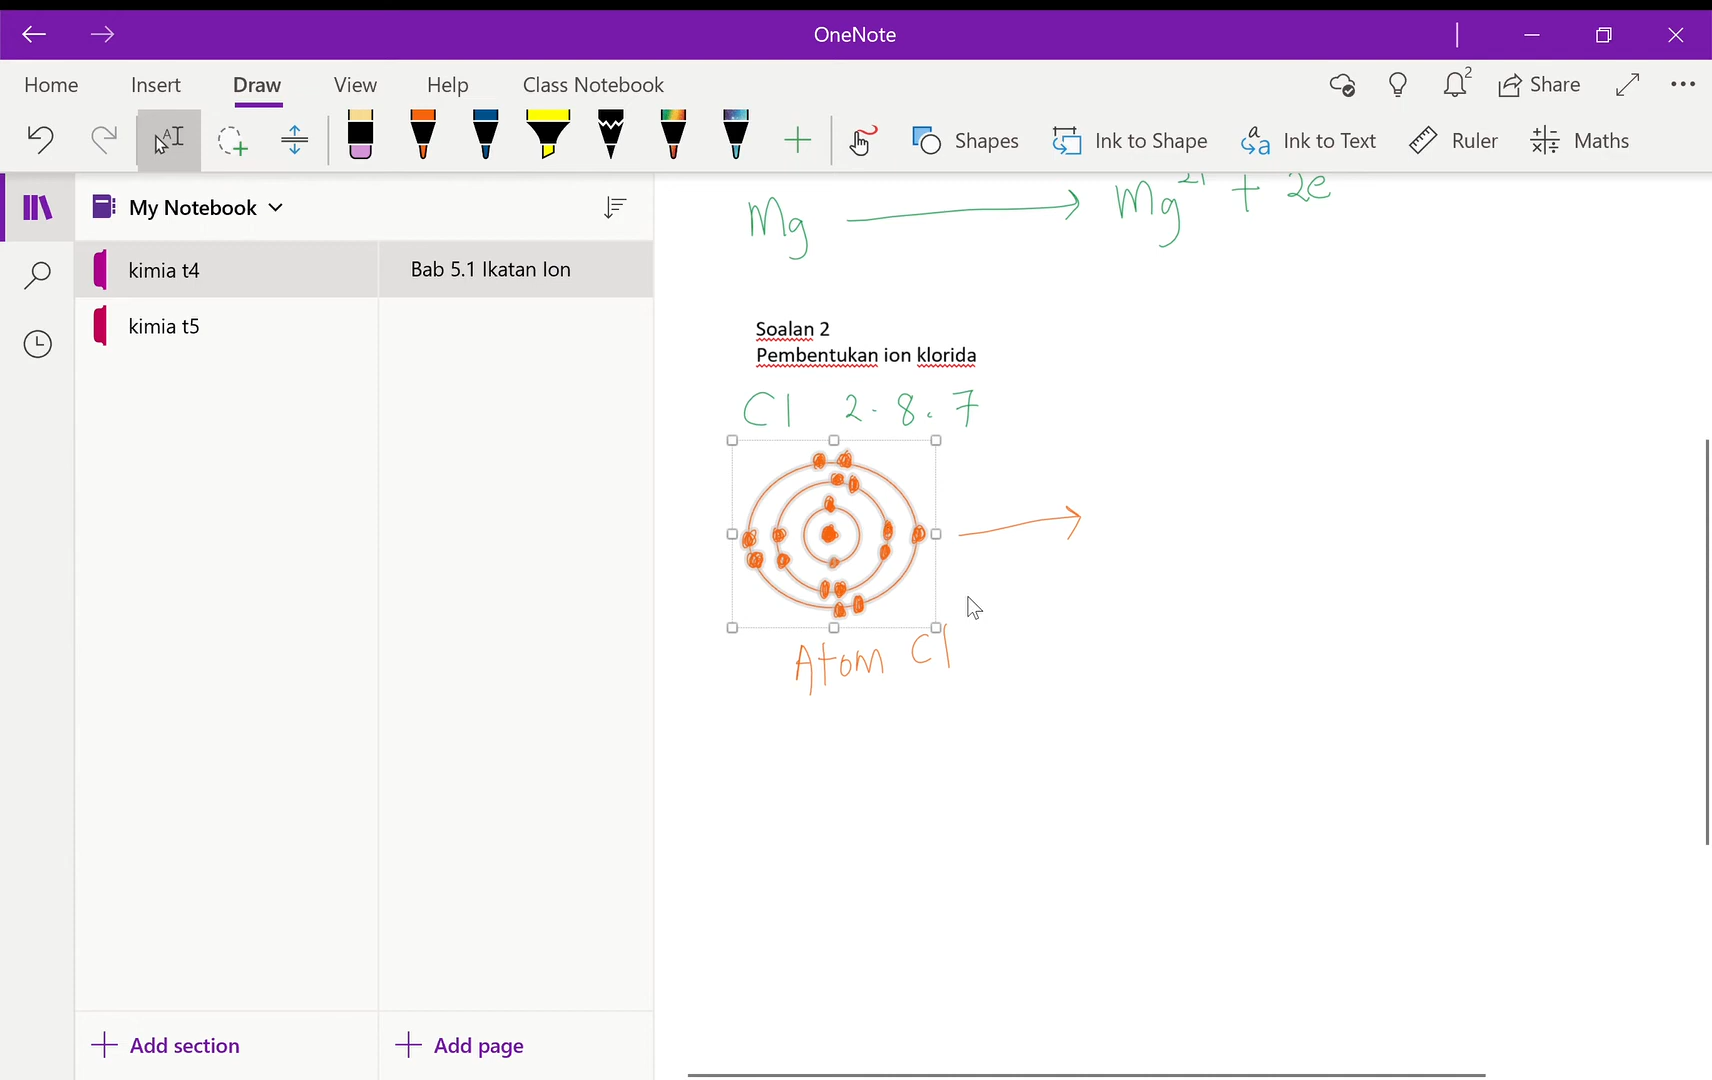 OneNote
Home Insert Draw View Help Class Notebook 2 Share
Shapes Ink to Shape Ink to Text Ruler Maths
My Notebook
kimia t4 Bab 5.1 Ikatan Ion
kimia t5
Mg → Mg²⁺ + 2e
Soalan 2
Pembentukan ion klorida
Cl 2.8.7
Atom Cl
Add section Add page